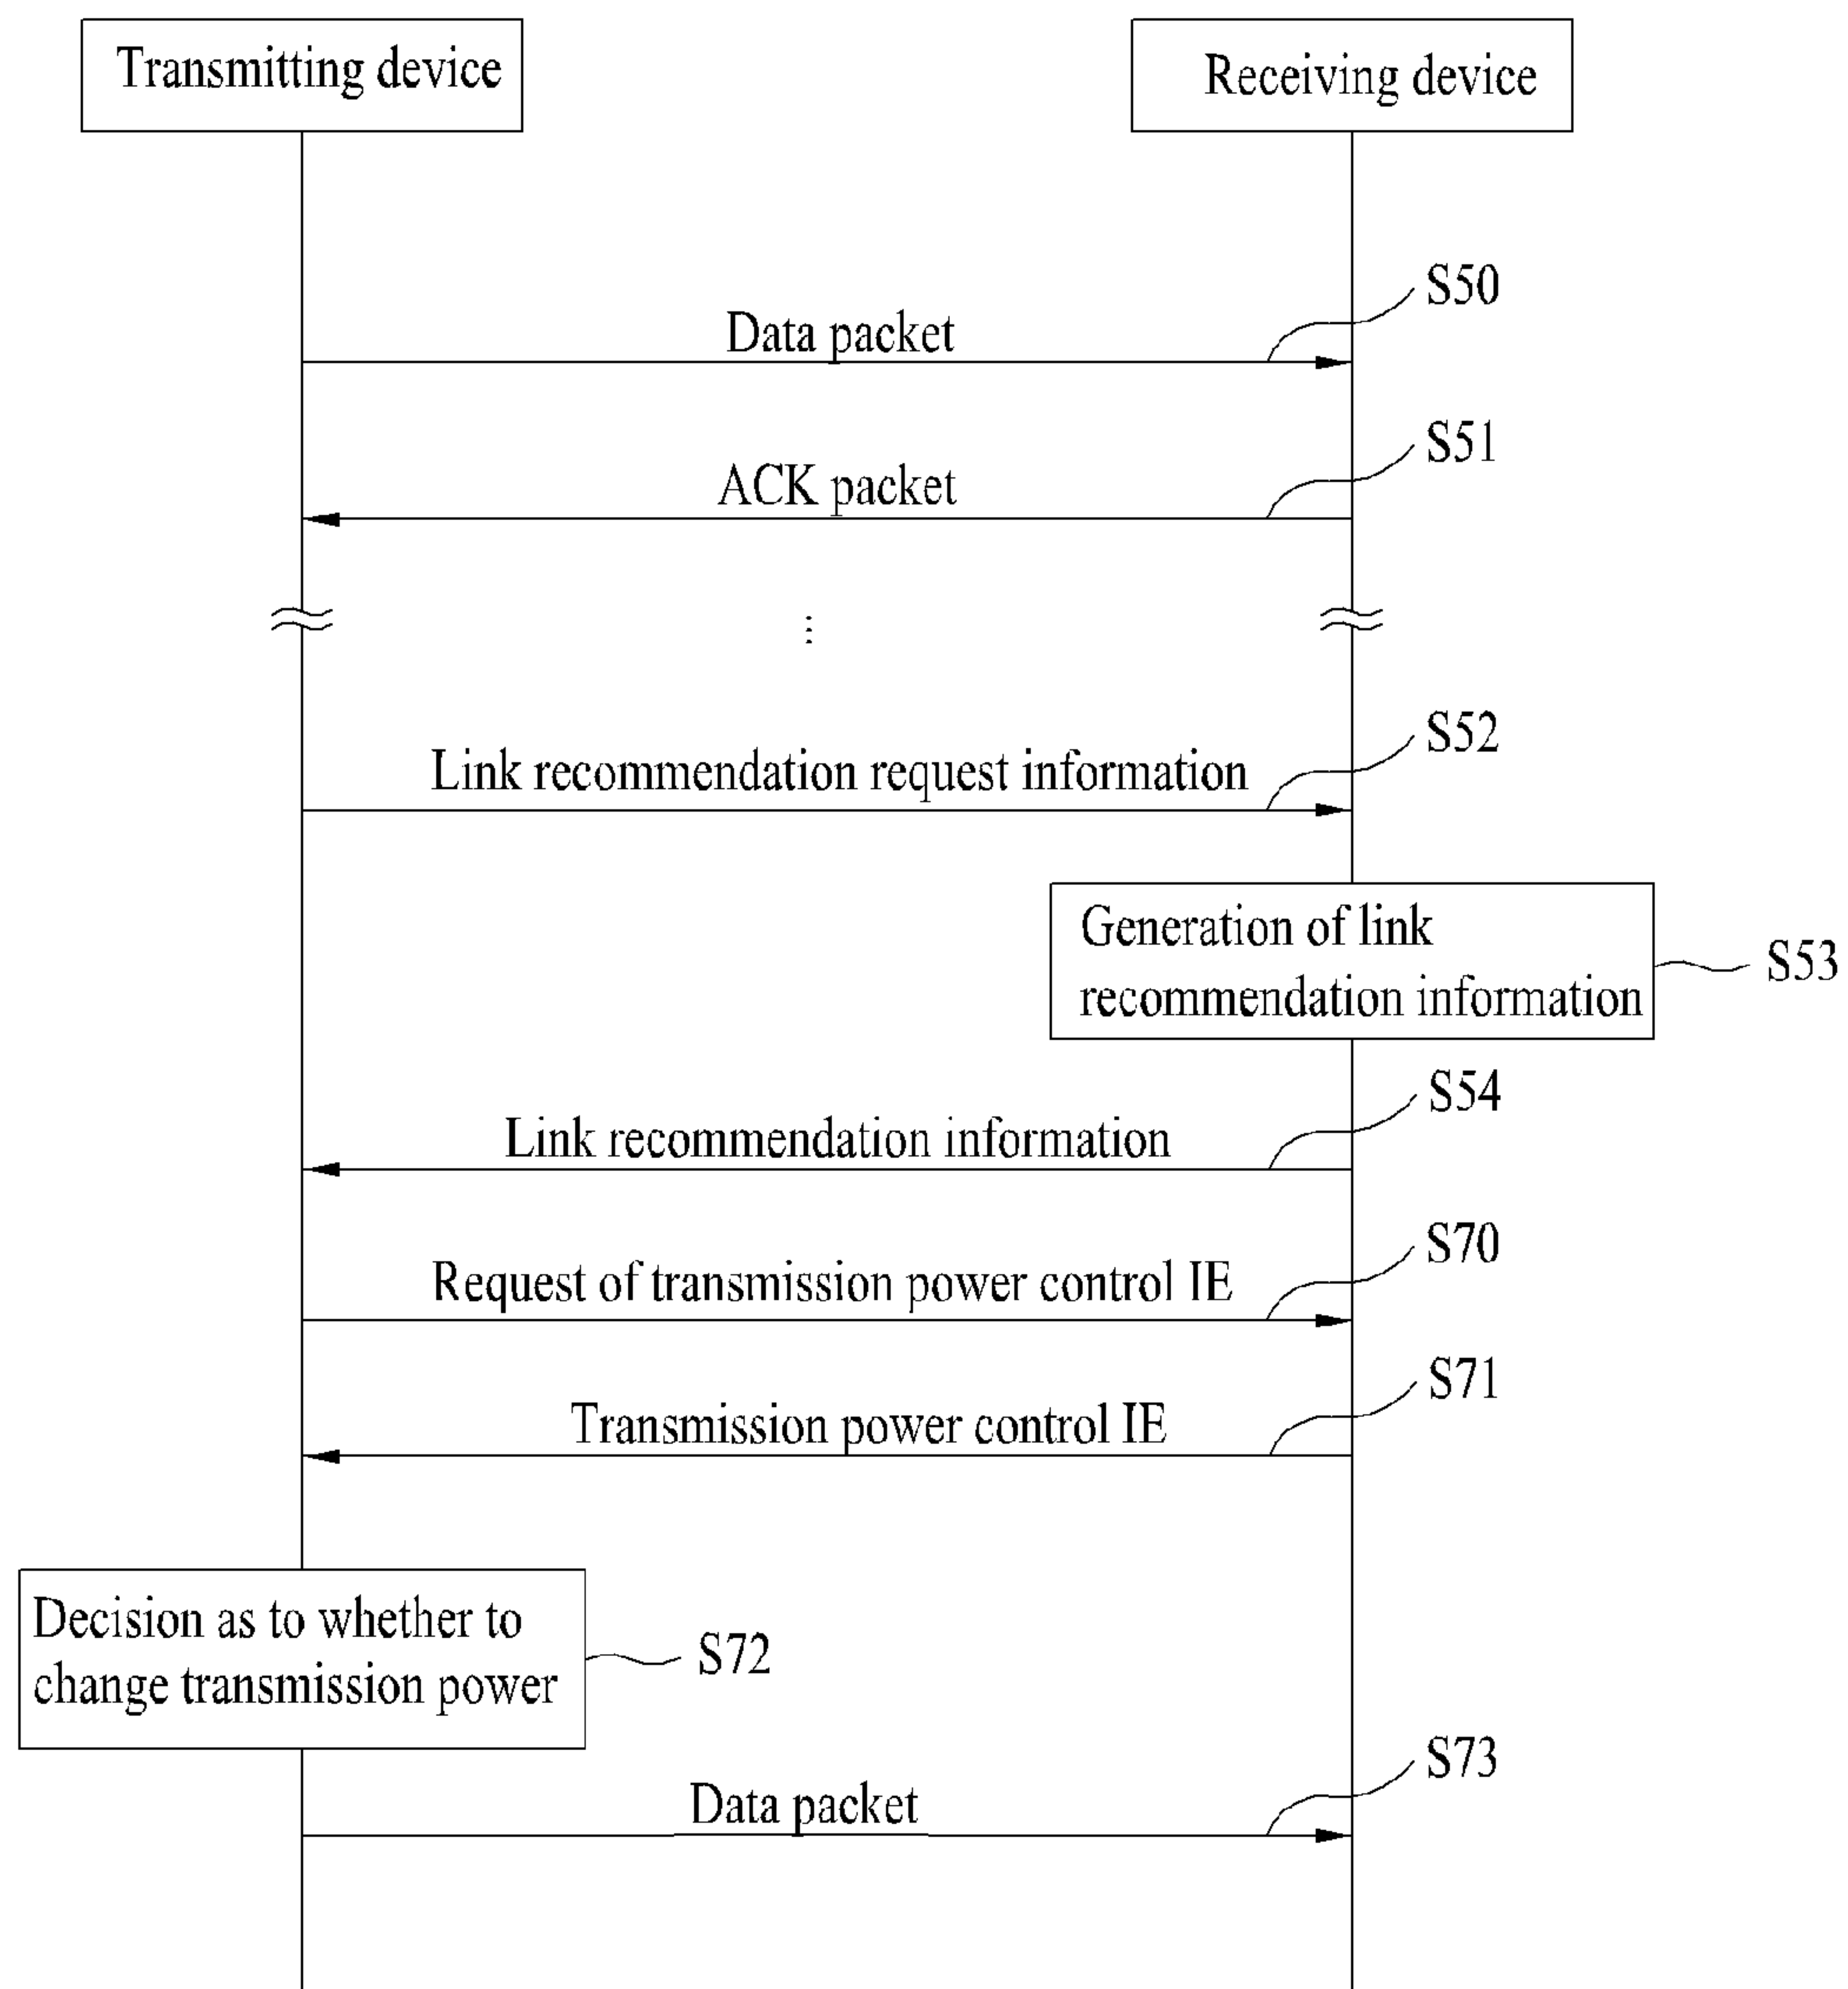 Transmitting device
Receiving device
S50
Data packet
S51
ACK packet
...
S52
Link recommendation request information
Generation of link
recommendation information
S53
S54
Link recommendation information
S70
Request of transmission power control IE
S71
Transmission power control IE
Decision as to whether to
change transmission power
S72
S73
Data packet